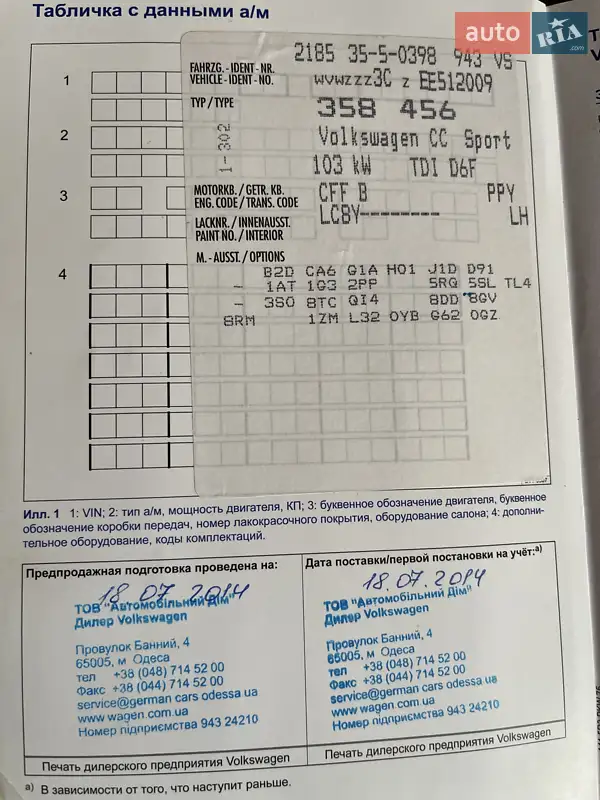 Табличка с данными а/м
auto RIA .com
2185 35-5-0398 943 VS
FAHRZG.-IDENT-NR.
VEHICLE-IDENT-NO.
WVWZZZ3C Z EE512009
TYP/TYPE
358 456
1-302
Volkswagen CC Sport
103 kW TDI D6F
MOTORKB./GETR. KB.
ENG.CODE/TRANS. CODE
CFF B PPY
LACKNR./INNENAUSST.
PAINT NO./INTERIOR
LC8Y-------- LH
M.-AUSST./OPTIONS
B2D CA6 G1A H01 J1D D91
- 1AT 1G3 2PP 5RG 5SL TL4
- 3S0 8TC QI4 8DD 8GV
8RM 1ZM L32 0YB G62 0GZ
1
2
3
4
Илл. 1 1: VIN; 2: тип а/м, мощность двигателя, КП; 3: буквенное обозначение двигателя, буквенное
обозначение коробки передач, номер лакокрасочного покрытия, оборудование салона; 4: дополни-
тельное оборудование, коды комплектаций.
Предпродажная подготовка проведена на:
18.07.2014
ТОВ "Автомобільний Дім"
Дилер Volkswagen
Провулок Банний, 4
65005, м Одеса
тел +38 (048) 714 52 00
Факс +38 (044) 714 52 00
service@german cars odessa ua
www.wagen.com.ua
Номер підприємства 943 24210
Печать дилерского предприятия Volkswagen
Дата поставки/первой постановки на учёт:а)
18.07.2014
ТОВ "Автомобільний Дім"
Дилер Volkswagen
Провулок Банний, 4
65005, м Одеса
тел +38 (048) 714 52 00
Факс +38 (044) 714 52 00
service@german cars odessa ua
www.wagen.com.ua
Номер підприємства 943 24210
Печать дилерского предприятия Volkswagen
а) В зависимости от того, что наступит раньше.